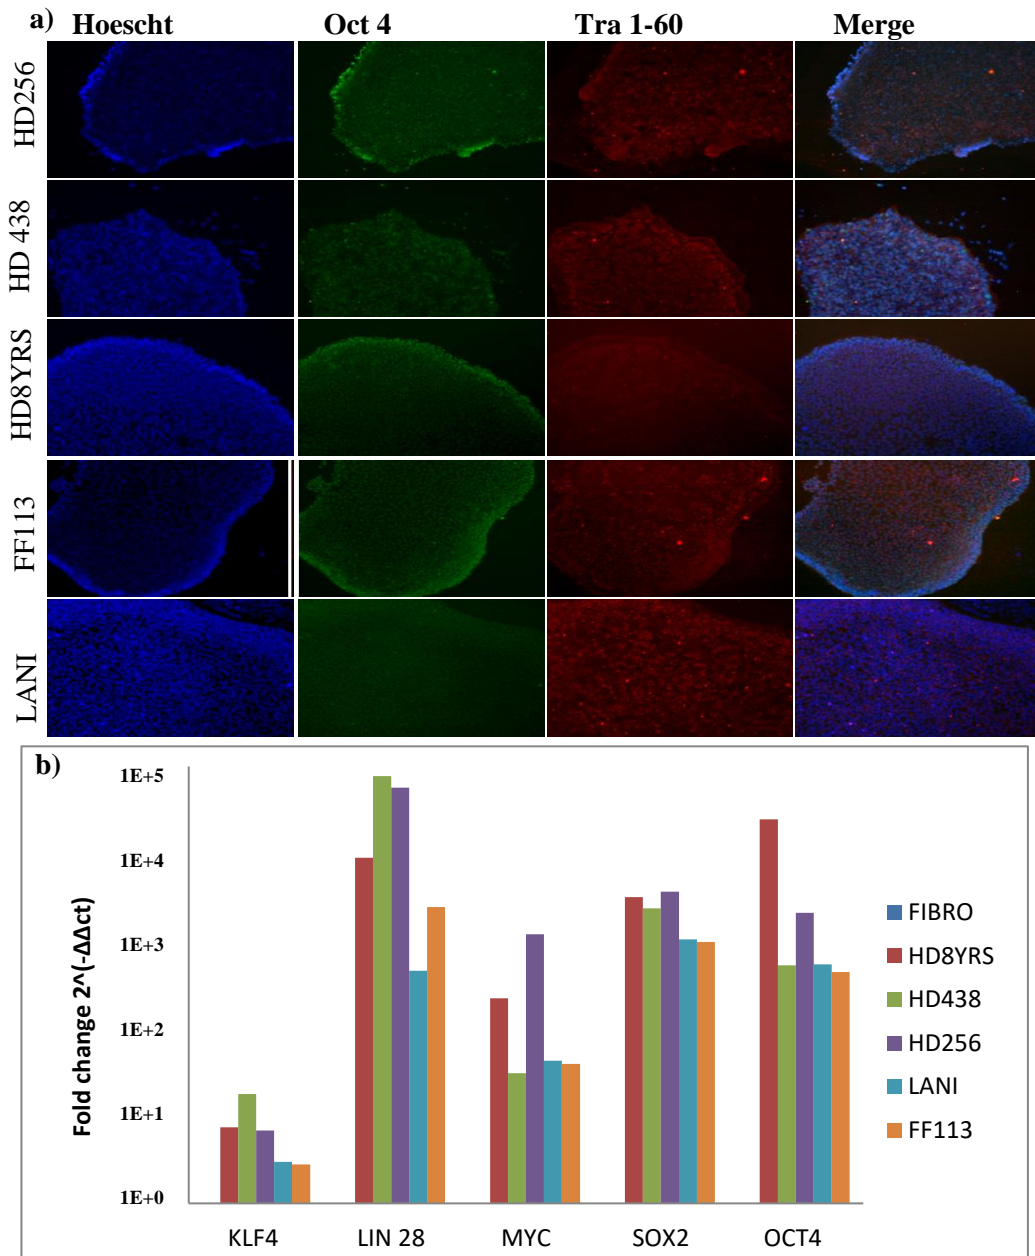 a) Hoescht Oct 4 Tra 1-60 Merge
HD256
HD 438
HD8YRS
FF113
LANI
b)
Fold change 2^(-ΔΔct)
1E+5
1E+4
1E+3
1E+2
1E+1
1E+0
KLF4 LIN 28 MYC SOX2 OCT4
FIBRO
HD8YRS
HD438
HD256
LANI
FF113